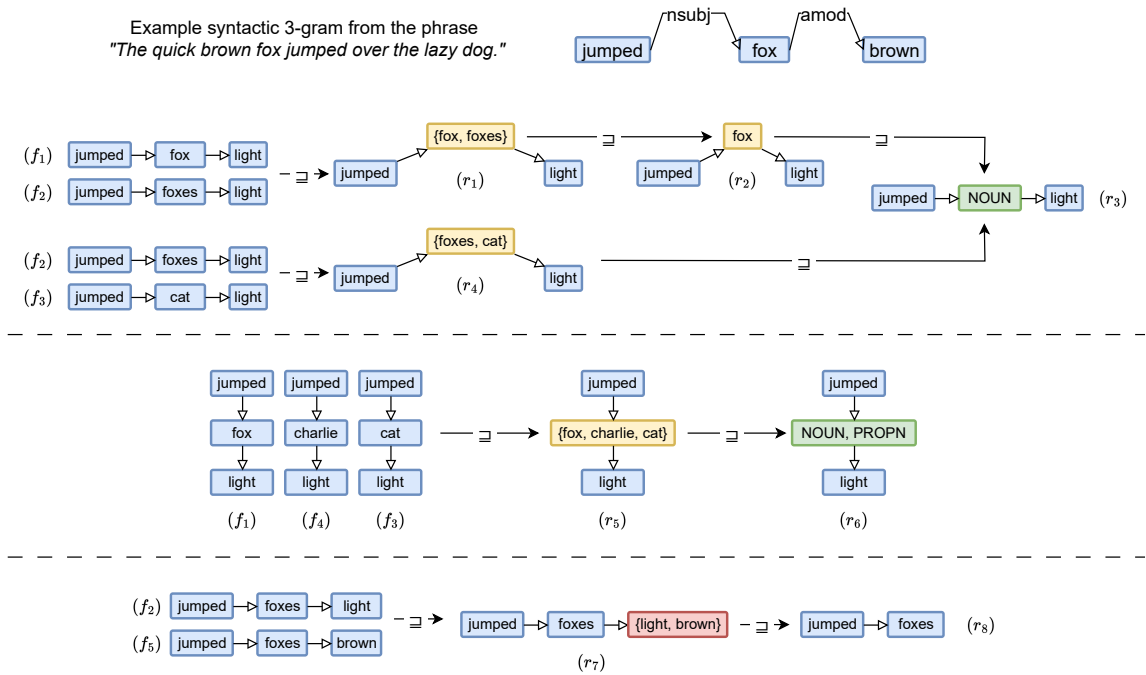 Example syntactic 3-gram from the phrase
"The quick brown fox jumped over the lazy dog."
jumped nsubj fox amod brown
(f₁) jumped fox light
(f₂) jumped foxes light
⊒
jumped {fox, foxes} light
(r₁)
⊒
jumped fox light
(r₂)
⊒
jumped NOUN light (r₃)
(f₂) jumped foxes light
(f₃) jumped cat light
⊒
jumped {foxes, cat} light
(r₄)
⊒
jumped jumped jumped
fox charlie cat
light light light
(f₁) (f₄) (f₃)
⊒
jumped
{fox, charlie, cat}
light
(r₅)
⊒
jumped
NOUN, PROPN
light
(r₆)
(f₂) jumped foxes light
(f₅) jumped foxes brown
⊒
jumped foxes {light, brown}
(r₇)
⊒
jumped foxes (r₈)